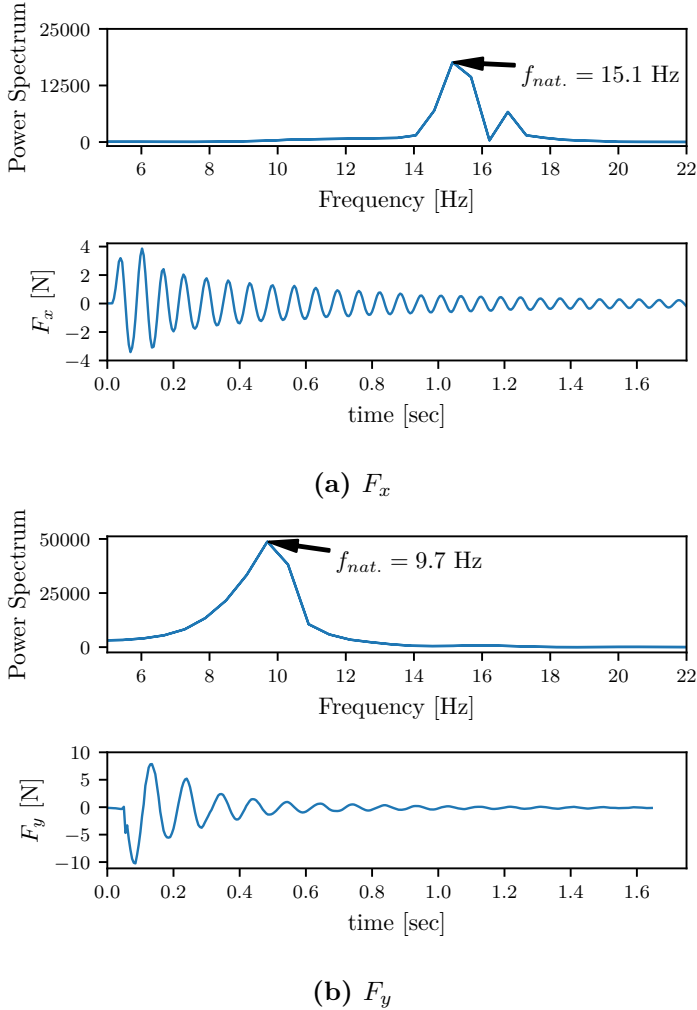 Power Spectrum
25000
12500
0
f_nat. = 15.1 Hz
6 8 10 12 14 16 18 20 22
Frequency [Hz]
F_x [N]
4
2
0
−2
−4
0.0 0.2 0.4 0.6 0.8 1.0 1.2 1.4 1.6
time [sec]
(a) F_x
Power Spectrum
50000
25000
0
f_nat. = 9.7 Hz
6 8 10 12 14 16 18 20 22
Frequency [Hz]
F_y [N]
10
5
0
−5
−10
0.0 0.2 0.4 0.6 0.8 1.0 1.2 1.4 1.6
time [sec]
(b) F_y